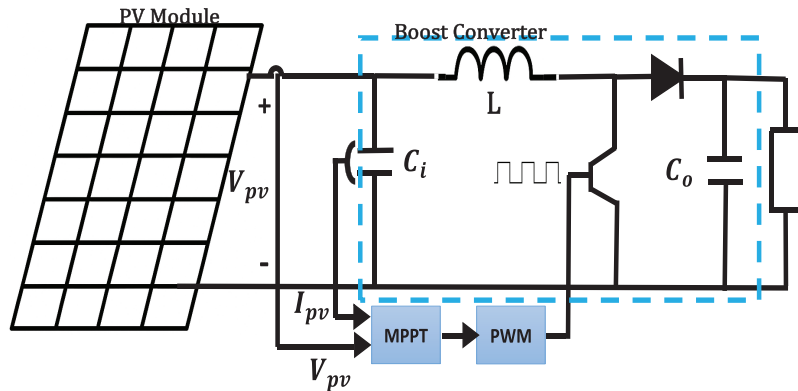 PV Module
Boost Converter
+
L
C_i
C_o
V_pv
-
I_pv
MPPT
PWM
V_pv